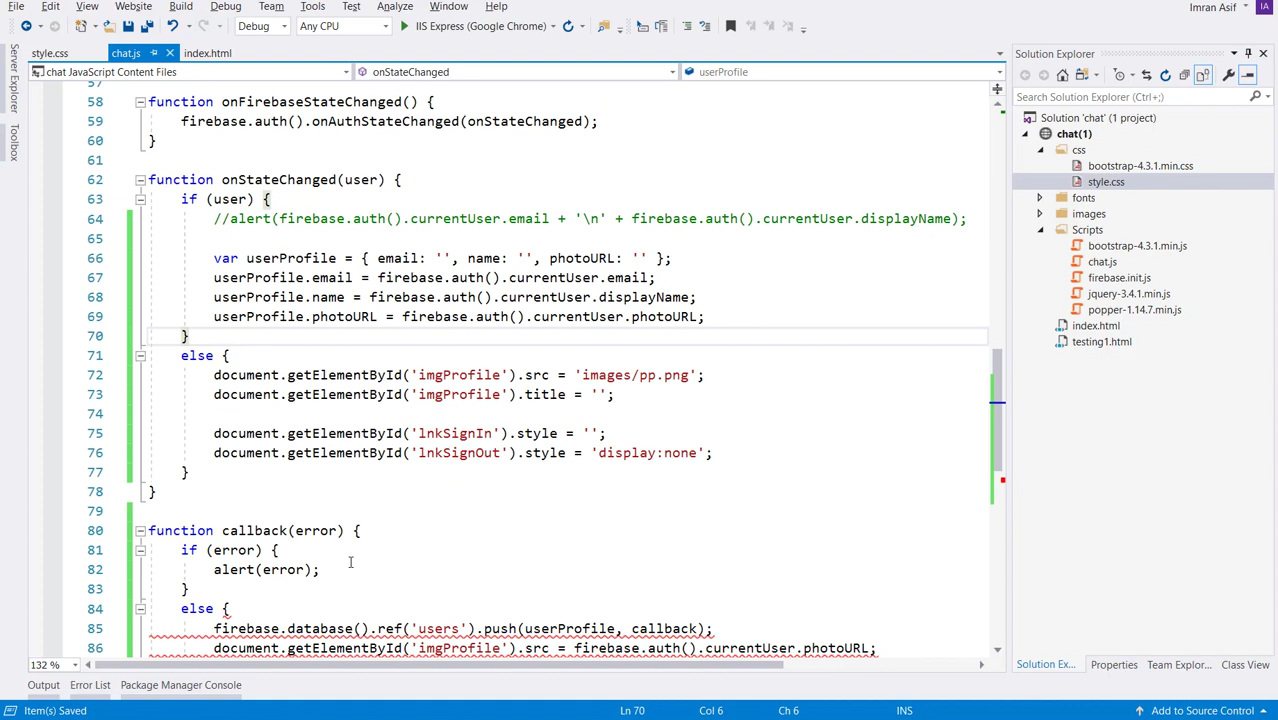 File Edit View Website Build Debug Team Tools Test Analyze Window Help Imran Asif IA
Debug Any CPU IIS Express (Google Chrome)
style.css chat.js index.html Solution Explorer
chat JavaScript Content Files onStateChanged userProfile
Server Explorer
Toolbox
57
58 function onFirebaseStateChanged() {
59 firebase.auth().onAuthStateChanged(onStateChanged);
60 }
61
62 function onStateChanged(user) {
63 if (user) {
64 //alert(firebase.auth().currentUser.email + '\n' + firebase.auth().currentUser.displayName);
65
66 var userProfile = { email: '', name: '', photoURL: '' };
67 userProfile.email = firebase.auth().currentUser.email;
68 userProfile.name = firebase.auth().currentUser.displayName;
69 userProfile.photoURL = firebase.auth().currentUser.photoURL;
70 }
71 else {
72 document.getElementById('imgProfile').src = 'images/pp.png';
73 document.getElementById('imgProfile').title = '';
74
75 document.getElementById('lnkSignIn').style = '';
76 document.getElementById('lnkSignOut').style = 'display:none';
77 }
78 }
79
80 function callback(error) {
81 if (error) {
82 alert(error);
83 }
84 else {
85 firebase.database().ref('users').push(userProfile, callback);
86 document.getElementById('imgProfile').src = firebase.auth().currentUser.photoURL;
132 %
Search Solution Explorer (Ctrl+;)
Solution 'chat' (1 project)
chat(1)
css
bootstrap-4.3.1.min.css
style.css
fonts
images
Scripts
bootstrap-4.3.1.min.js
chat.js
firebase.init.js
jquery-3.4.1.min.js
popper-1.14.7.min.js
index.html
testing1.html
Solution Ex... Properties Team Explor... Class View
Output Error List Package Manager Console
Item(s) Saved Ln 70 Col 6 Ch 6 INS Add to Source Control